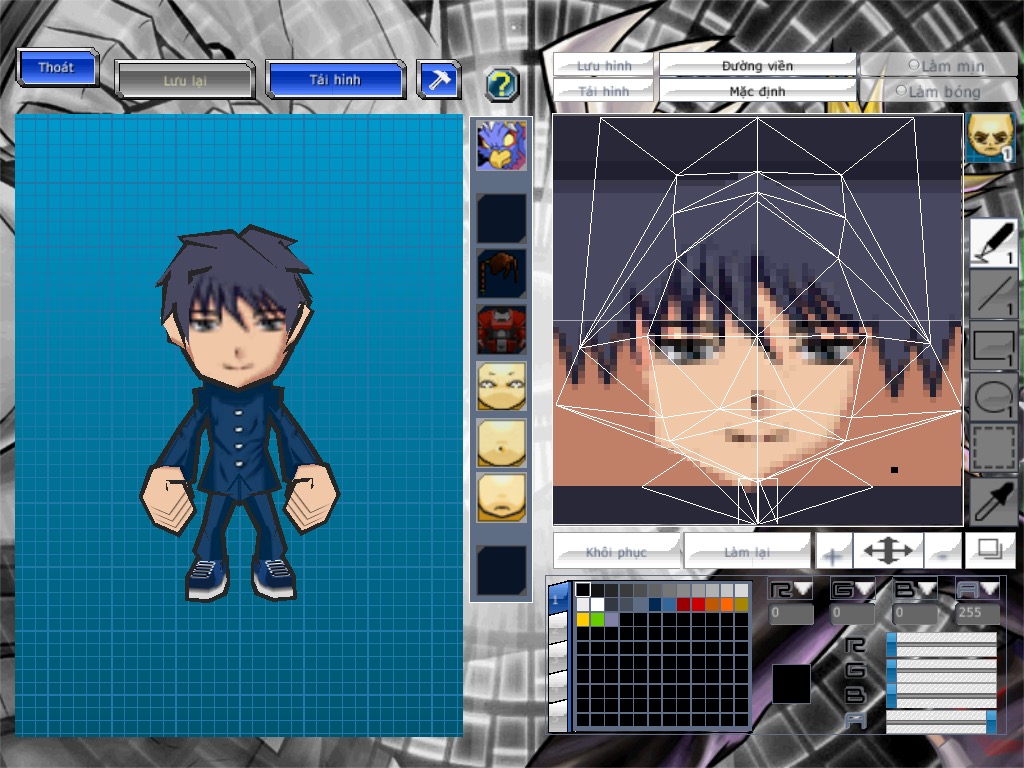 Thoát
Lưu lại
Tải hình
?
Lưu hình
Đường viền
Làm mịn
Tải hình
Mặc định
Làm bóng
1
1
1
1
1
Khôi phục
Làm lại
+
-
1
R
G
B
A
0
0
0
255
R
G
B
A